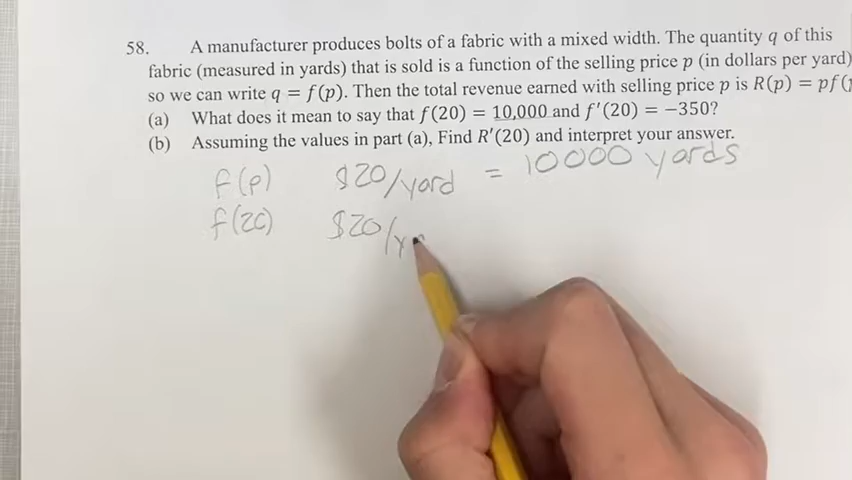 58. A manufacturer produces bolts of a fabric with a mixed width. The quantity q of this
fabric (measured in yards) that is sold is a function of the selling price p (in dollars per yard)
so we can write q = f(p). Then the total revenue earned with selling price p is R(p) = pf(
(a) What does it mean to say that f(20) = 10,000 and f′(20) = −350?
(b) Assuming the values in part (a), Find R′(20) and interpret your answer.
f(p) $20/yard = 10000 yards
f(20) $20/y